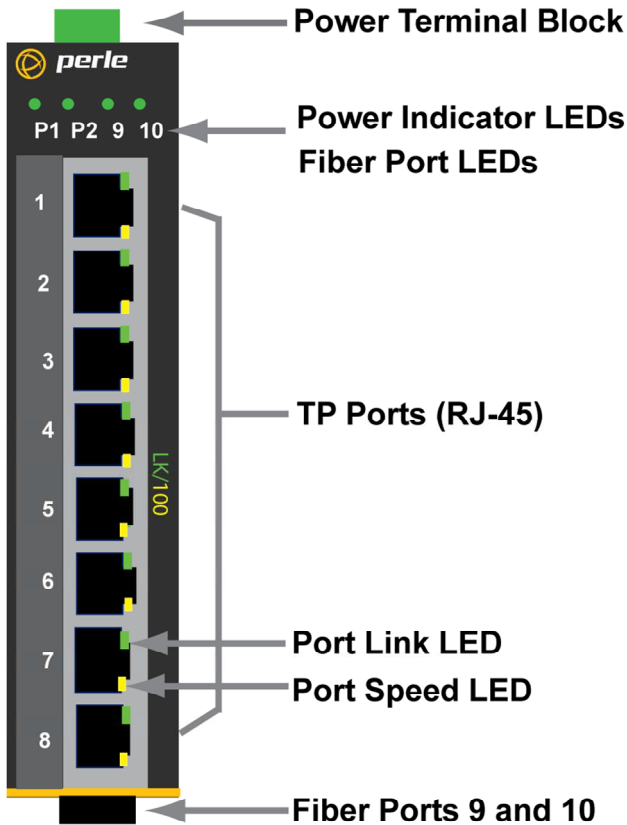 Power Terminal Block
perle
P1 P2 9 10
Power Indicator LEDs
Fiber Port LEDs
1
2
3
TP Ports (RJ-45)
4
LK/100
5
6
Port Link LED
7
Port Speed LED
8
Fiber Ports 9 and 10